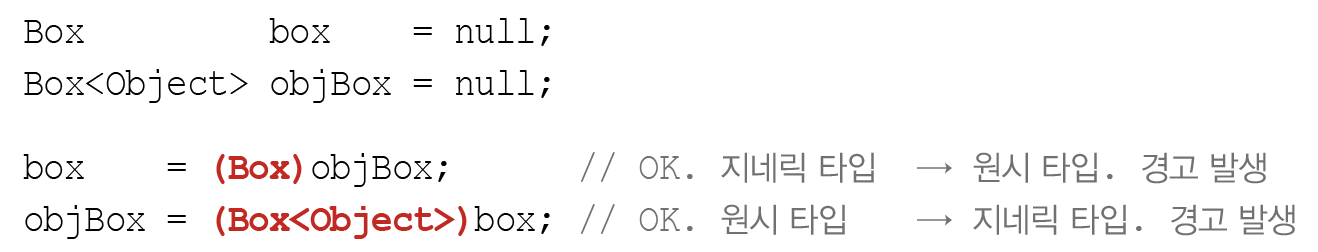 Box         box    = null;
Box<Object> objBox = null;
box    = (Box)objBox;      // OK. 지네릭 타입 → 원시 타입. 경고 발생
objBox = (Box<Object>)box; // OK. 원시 타입 → 지네릭 타입. 경고 발생